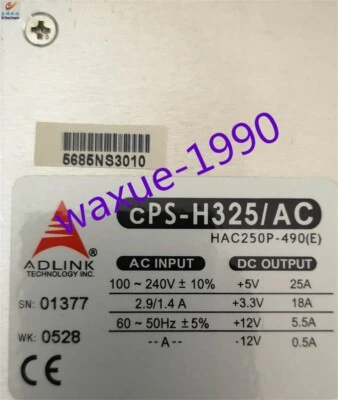 5685NS3010
waxue-1990
CPS-H325/AC
HAC250P-490(E)
ADLINK
TECHNOLOGY INC.
AC INPUT DC OUTPUT
100 ~ 240V ± 10% +5V 25A
SN: 01377 2.9/1.4 A +3.3V 18A
60 ~ 50Hz ± 5% +12V 5.5A
WK: 0528 --A-- -12V 0.5A
CE